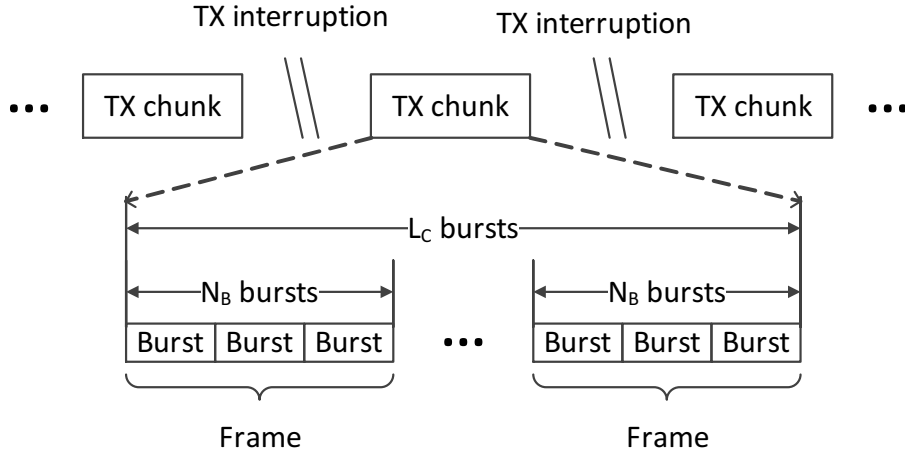 TX interruption
TX interruption
... TX chunk TX chunk TX chunk ...
L_C bursts
N_B bursts N_B bursts
Burst Burst Burst ... Burst Burst Burst
Frame Frame